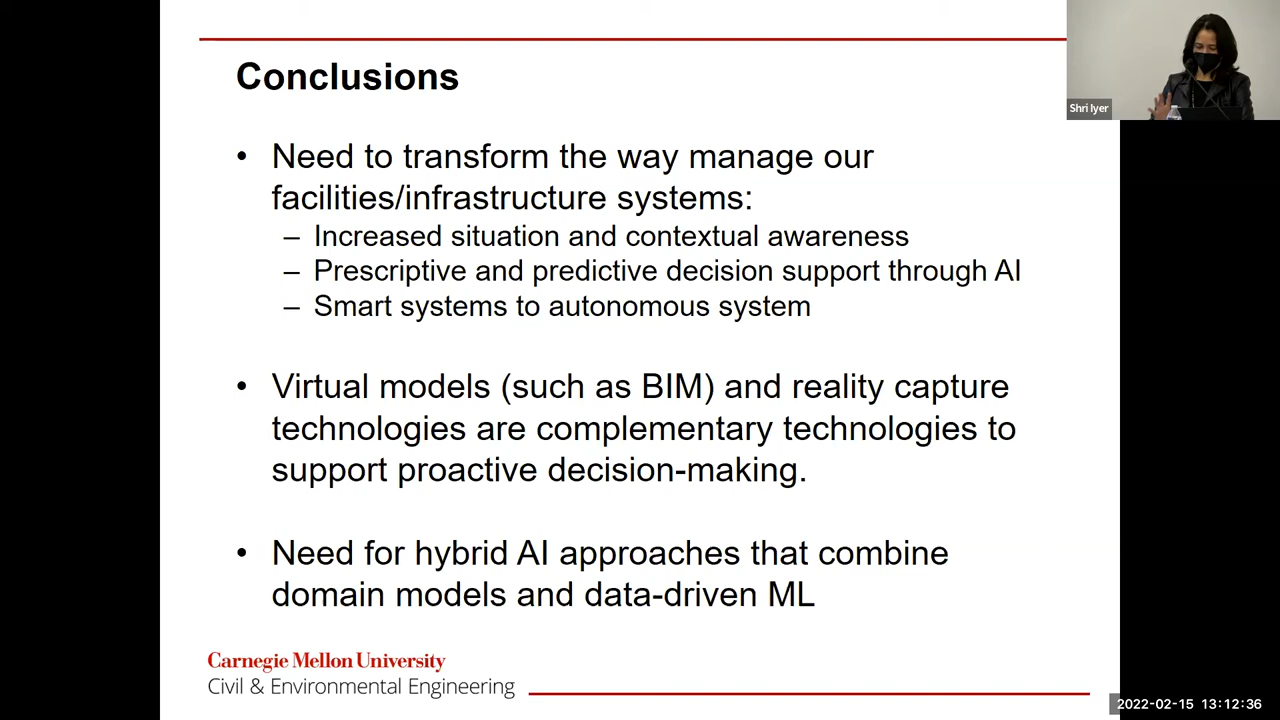 Conclusions
• Need to transform the way manage our
facilities/infrastructure systems:
– Increased situation and contextual awareness
– Prescriptive and predictive decision support through AI
– Smart systems to autonomous system
• Virtual models (such as BIM) and reality capture
technologies are complementary technologies to
support proactive decision-making.
• Need for hybrid AI approaches that combine
domain models and data-driven ML
Carnegie Mellon University
Civil & Environmental Engineering
Shri Iyer
2022-02-15 13:12:36